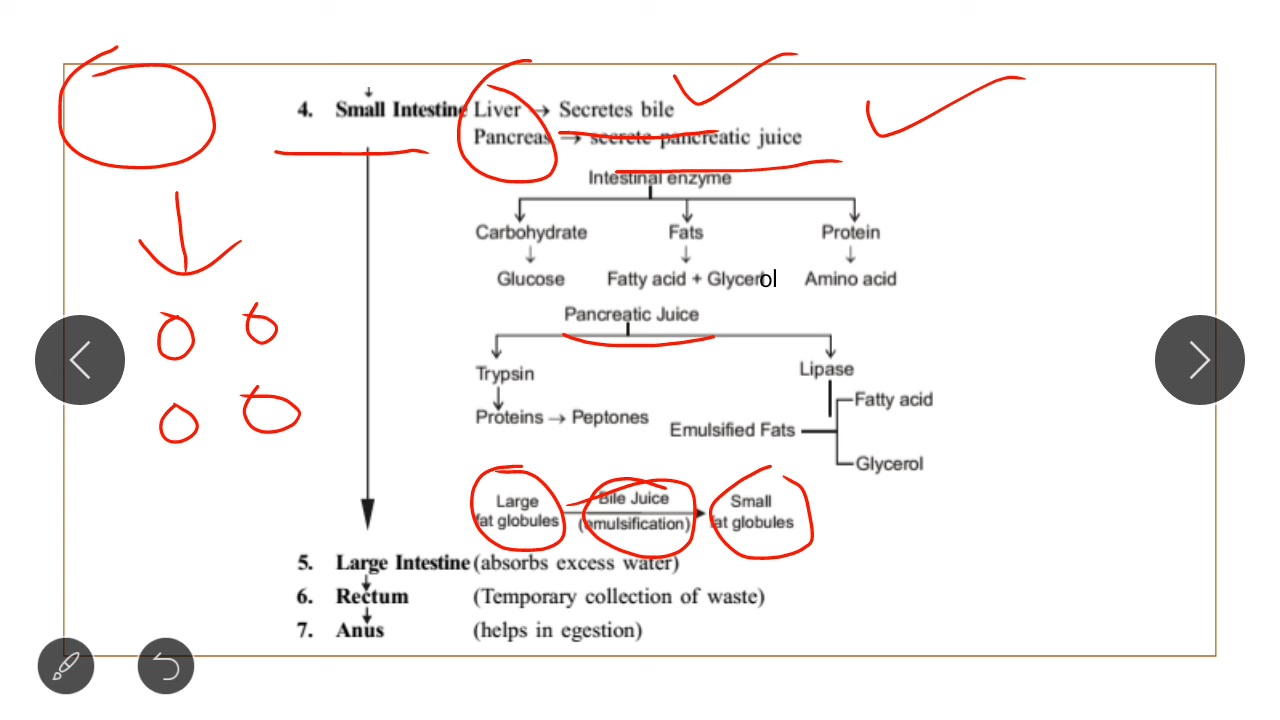 4. Small Intestine Liver → Secretes bile
Pancreas → secrete pancreatic juice
Intestinal enzyme
Carbohydrate Fats Protein
Glucose Fatty acid + Glycerol Amino acid
Pancreatic Juice
Trypsin Lipase
Proteins → Peptones
Fatty acid
Emulsified Fats
Glycerol
Large fat globules
Bile Juice (emulsification)
Small fat globules
5. Large Intestine (absorbs excess water)
6. Rectum (Temporary collection of waste)
7. Anus (helps in egestion)